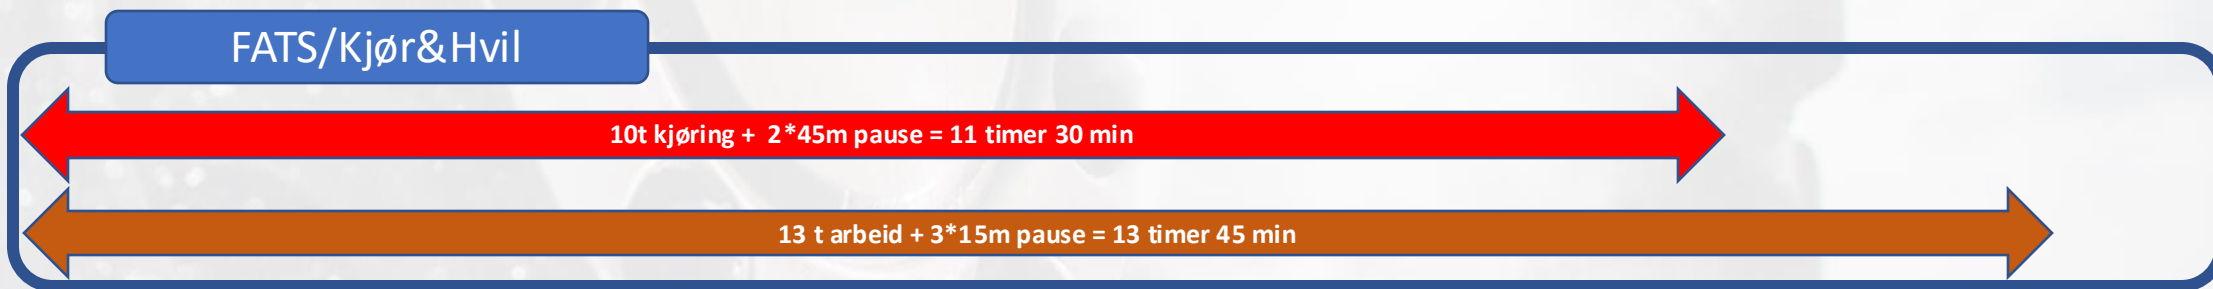 FATS/Kjør&Hvil
10t kjøring +  2*45m pause = 11 timer 30 min
13 t arbeid + 3*15m pause = 13 timer 45 min